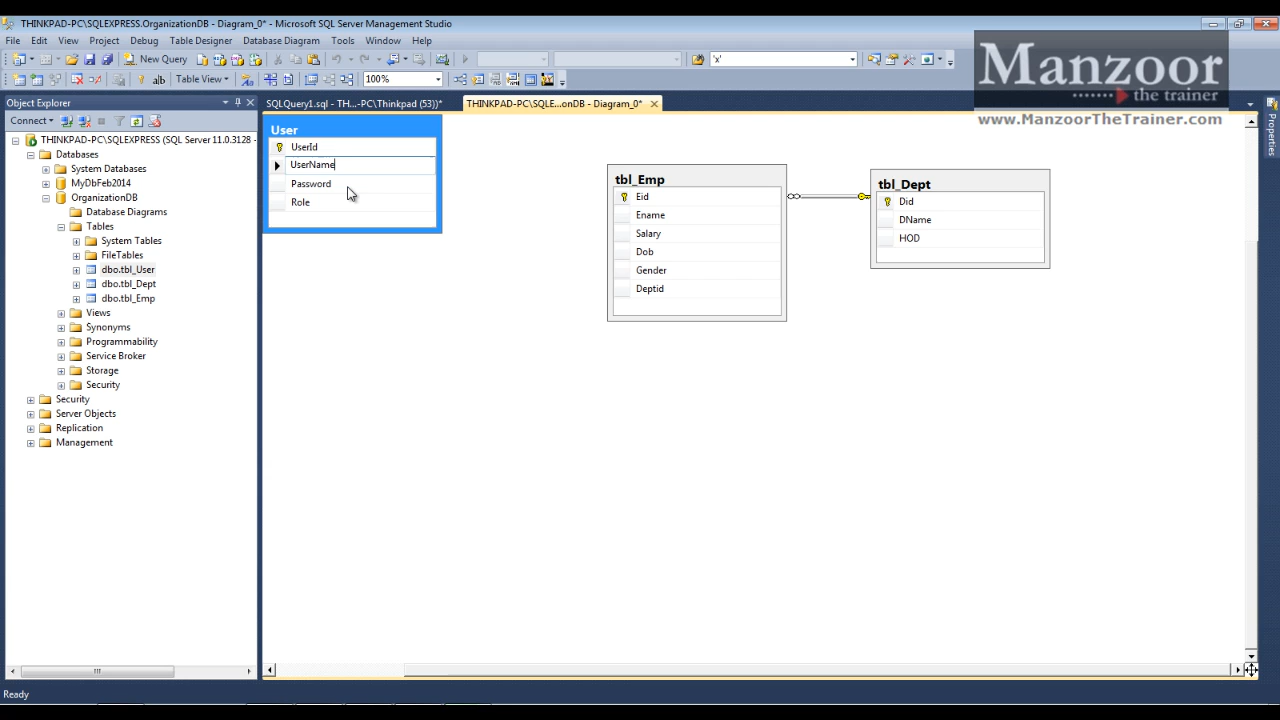 THINKPAD-PC\SQLEXPRESS.OrganizationDB - Diagram_0* - Microsoft SQL Server Management Studio
File Edit View Project Debug Table Designer Database Diagram Tools Window Help
New Query 'x'
Table View 100%
Manzoor
the trainer
www.ManzoorTheTrainer.com
Object Explorer
SQLQuery1.sql - TH...-PC\Thinkpad (53))*
THINKPAD-PC\SQLE...onDB - Diagram_0*
Properties
Connect
THINKPAD-PC\SQLEXPRESS (SQL Server 11.0.3128 -
Databases
System Databases
MyDbFeb2014
OrganizationDB
Database Diagrams
Tables
System Tables
FileTables
dbo.tbl_User
dbo.tbl_Dept
dbo.tbl_Emp
Views
Synonyms
Programmability
Service Broker
Storage
Security
Security
Server Objects
Replication
Management
User
UserId
UserName
Password
Role
tbl_Emp
Eid
Ename
Salary
Dob
Gender
Deptid
tbl_Dept
Did
DName
HOD
Ready